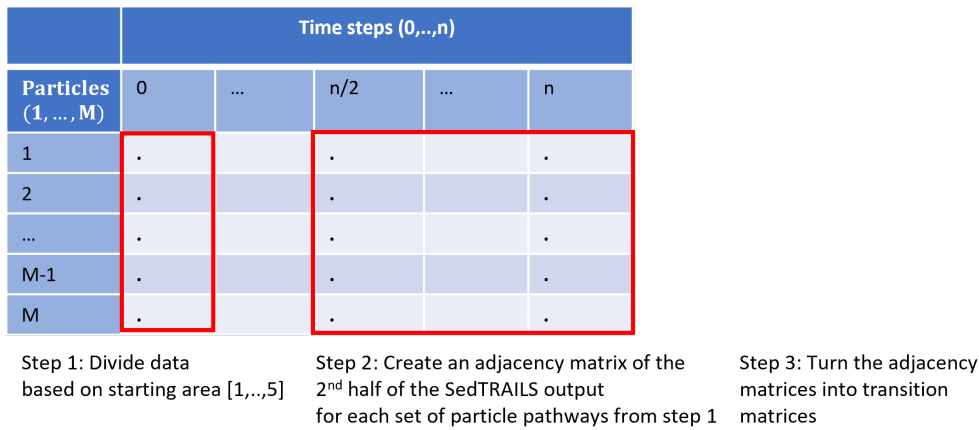 Time steps (0,..,n)
Particles 0 ... n/2 ... n
(1, ... , M)
1 . . .
2 . . .
... . . .
M-1 . . .
M . . .
Step 1: Divide data
based on starting area [1,..,5]
Step 2: Create an adjacency matrix of the
2nd half of the SedTRAILS output
for each set of particle pathways from step 1
Step 3: Turn the adjacency
matrices into transition
matrices